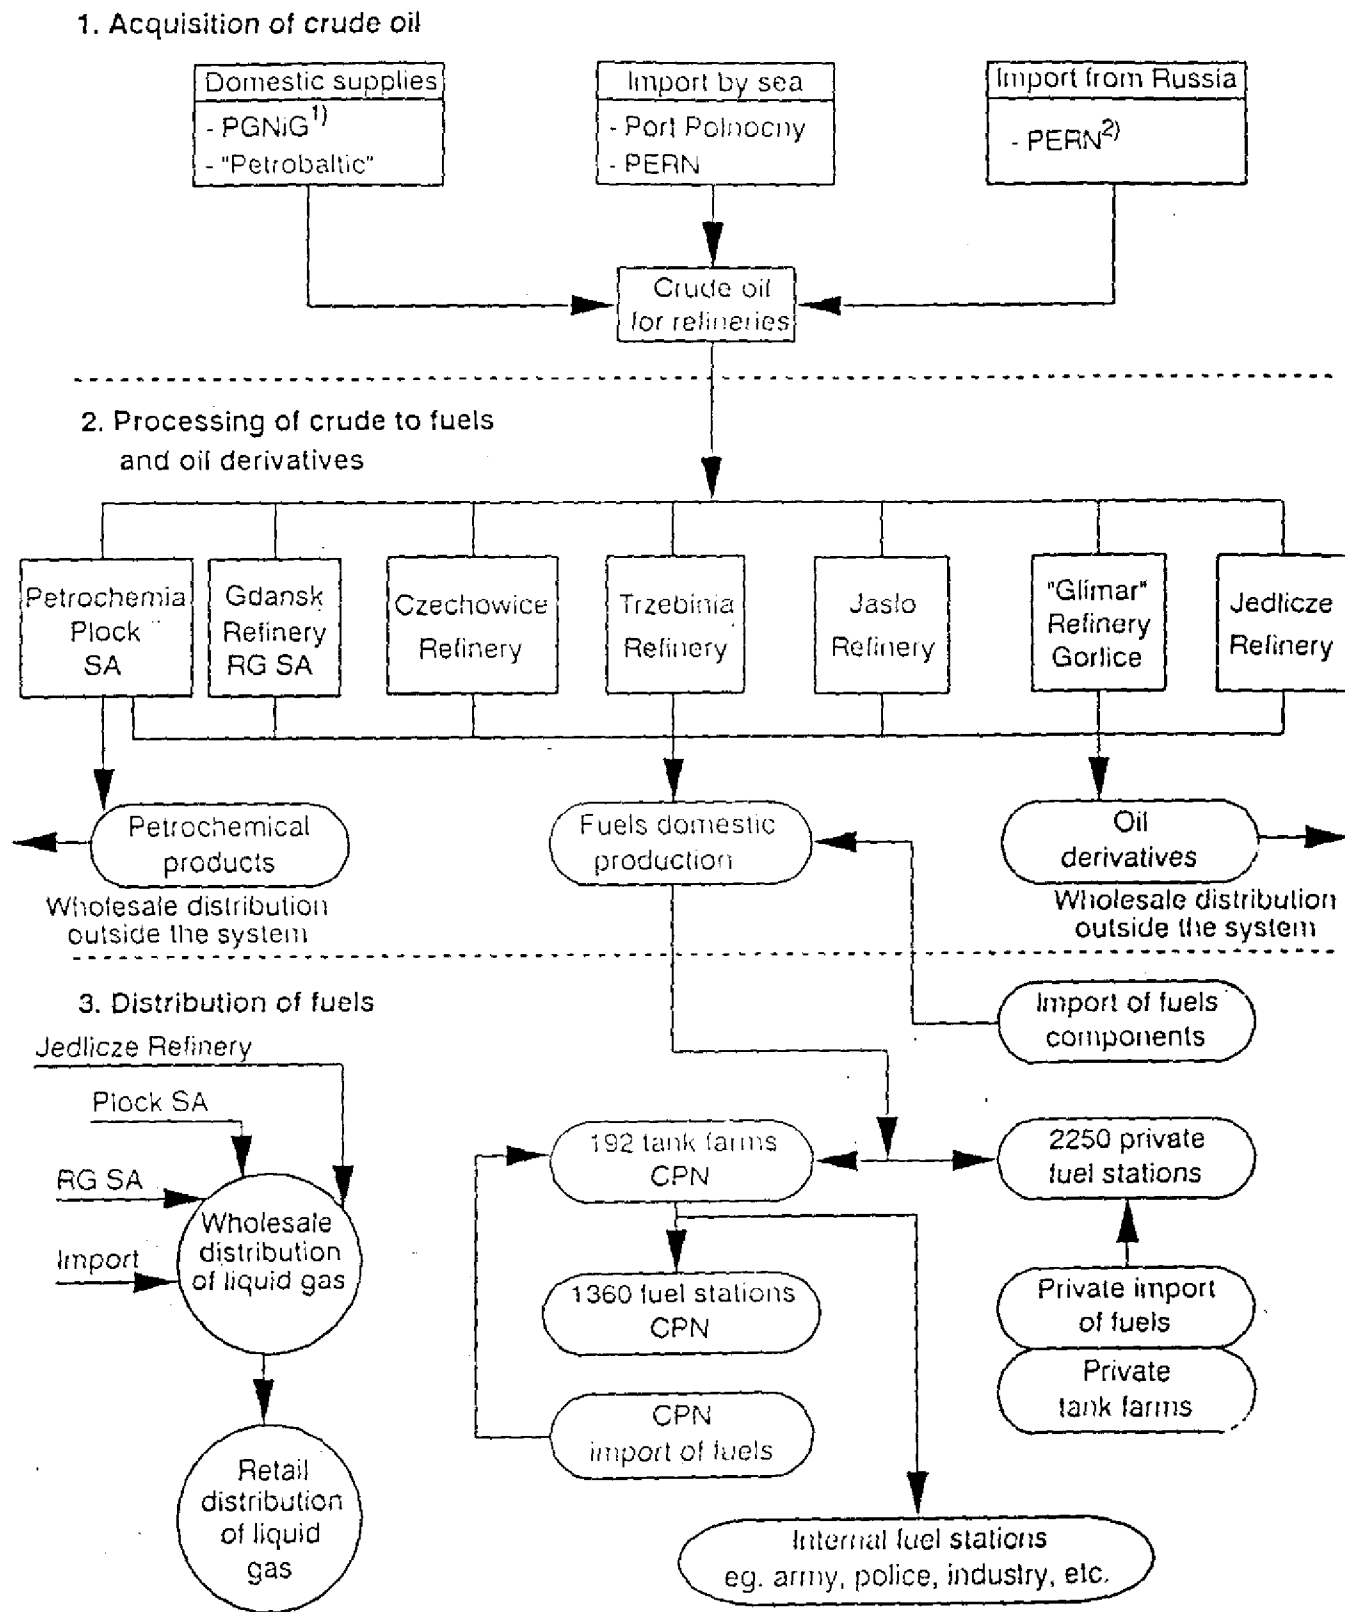 1. Acquisition of crude oil
Domestic supplies
- PGNiG1)
- "Petrobaltic"
Import by sea
- Port Polnocny
- PERN
Import from Russia
- PERN2)
Crude oil
for refineries
2. Processing of crude to fuels
and oil derivatives
Petrochemia
Plock
SA
Gdansk
Refinery
RG SA
Czechowice
Refinery
Trzebinia
Refinery
Jaslo
Refinery
"Glimar"
Refinery
Gorlice
Jedlicze
Refinery
Petrochemical
products
Wholesale distribution
outside the system
Fuels domestic
production
Oil
derivatives
Wholesale distribution
outside the system
3. Distribution of fuels
Import of fuels
components
Jedlicze Refinery
Plock SA
RG SA
Import
Wholesale
distribution
of liquid gas
Retail
distribution
of liquid
gas
192 tank farms
CPN
2250 private
fuel stations
1360 fuel stations
CPN
Private import
of fuels
Private
tank farms
CPN
import of fuels
Internal fuel stations
eg. army, police, industry, etc.